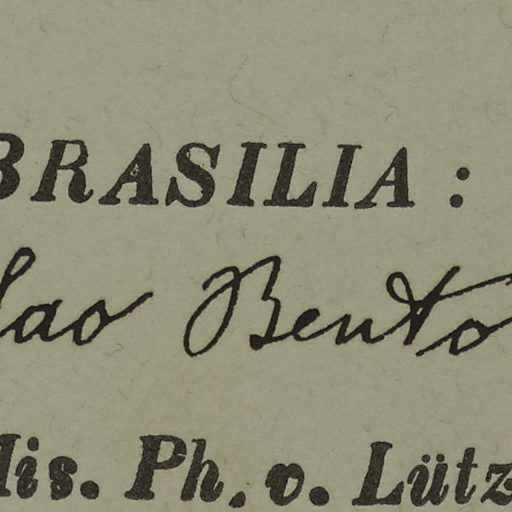 BRASILIA :
Sao Bento
lis. Ph. v. Lütz